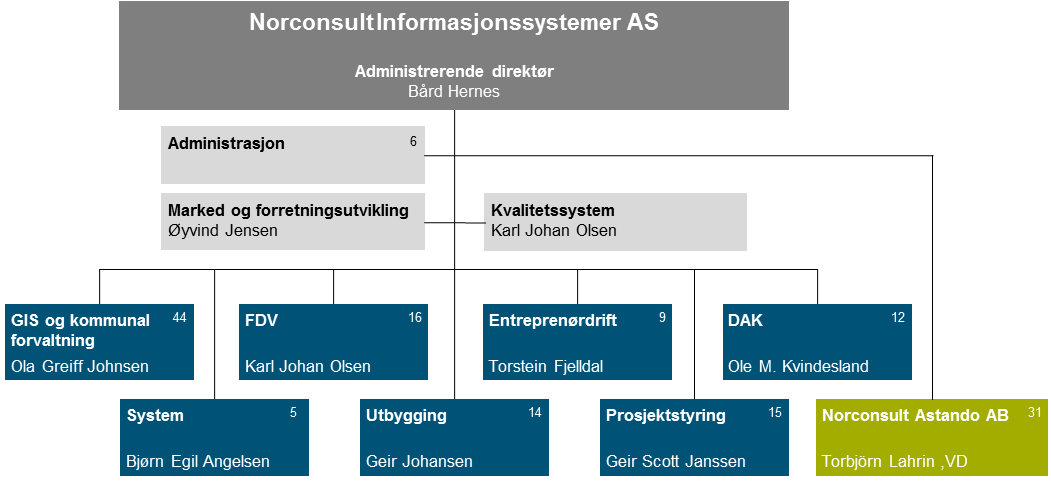 Norconsult Informasjonssystemer AS
Administrerende direktør
Bård Hernes
Administrasjon 6
Marked og forretningsutvikling
Øyvind Jensen
Kvalitetssystem
Karl Johan Olsen
GIS og kommunal 44
forvaltning
Ola Greiff Johnsen
FDV 16
Karl Johan Olsen
Entreprenørdrift 9
Torstein Fjelldal
DAK 12
Ole M. Kvindesland
System 5
Bjørn Egil Angelsen
Utbygging 14
Geir Johansen
Prosjektstyring 15
Geir Scott Janssen
Norconsult Astando AB 31
Torbjörn Lahrin ,VD